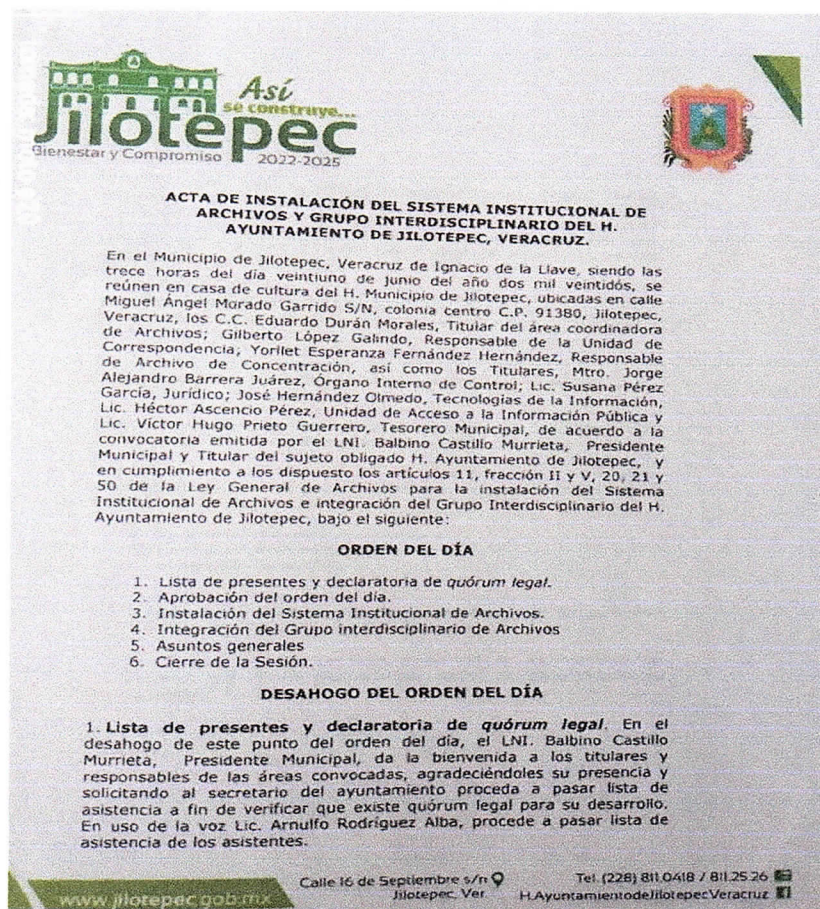 Así
se construye...
Jilotepec
Bienestar y Compromiso 2022-2025
ACTA DE INSTALACIÓN DEL SISTEMA INSTITUCIONAL DE
ARCHIVOS Y GRUPO INTERDISCIPLINARIO DEL H.
AYUNTAMIENTO DE JILOTEPEC, VERACRUZ.
En el Municipio de Jilotepec, Veracruz de Ignacio de la Llave, siendo las
trece horas del día veintiuno de junio del año dos mil veintidós, se
reúnen en casa de cultura del H. Municipio de Jilotepec, ubicadas en calle
Miguel Ángel Morado Garrido S/N, colonia centro C.P. 91380, Jilotepec,
Veracruz, los C.C. Eduardo Durán Morales, Titular del área coordinadora
de Archivos; Gilberto López Galindo, Responsable de la Unidad de
Correspondencia; Yorilet Esperanza Fernández Hernández, Responsable
de Archivo de Concentración, así como los Titulares, Mtro. Jorge
Alejandro Barrera Juárez, Órgano Interno de Control; Lic. Susana Pérez
García, Jurídico; José Hernández Olmedo, Tecnologías de la Información,
Lic. Héctor Ascencio Pérez, Unidad de Acceso a la Información Pública y
Lic. Víctor Hugo Prieto Guerrero, Tesorero Municipal, de acuerdo a la
convocatoria emitida por el LNI. Balbino Castillo Murrieta, Presidente
Municipal y Titular del sujeto obligado H. Ayuntamiento de Jilotepec, y
en cumplimiento a los dispuesto los artículos 11, fracción II y V, 20, 21 y
50 de la Ley General de Archivos para la instalación del Sistema
Institucional de Archivos e integración del Grupo Interdisciplinario del H.
Ayuntamiento de Jilotepec, bajo el siguiente:
ORDEN DEL DÍA
1. Lista de presentes y declaratoria de quórum legal.
2. Aprobación del orden del día.
3. Instalación del Sistema Institucional de Archivos.
4. Integración del Grupo interdisciplinario de Archivos
5. Asuntos generales
6. Cierre de la Sesión.
DESAHOGO DEL ORDEN DEL DÍA
1. Lista de presentes y declaratoria de quórum legal. En el
desahogo de este punto del orden del día, el LNI. Balbino Castillo
Murrieta, Presidente Municipal, da la bienvenida a los titulares y
responsables de las áreas convocadas, agradeciéndoles su presencia y
solicitando al secretario del ayuntamiento proceda a pasar lista de
asistencia a fin de verificar que existe quórum legal para su desarrollo.
En uso de la voz Lic. Arnulfo Rodríguez Alba, procede a pasar lista de
asistencia de los asistentes.
www.jilotepec.gob.mx
Calle 16 de Septiembre s/n
Jilotepec, Ver
Tel. (228) 811.0418 / 811.25.26
H.AyuntamientodeJilotepecVeracruz